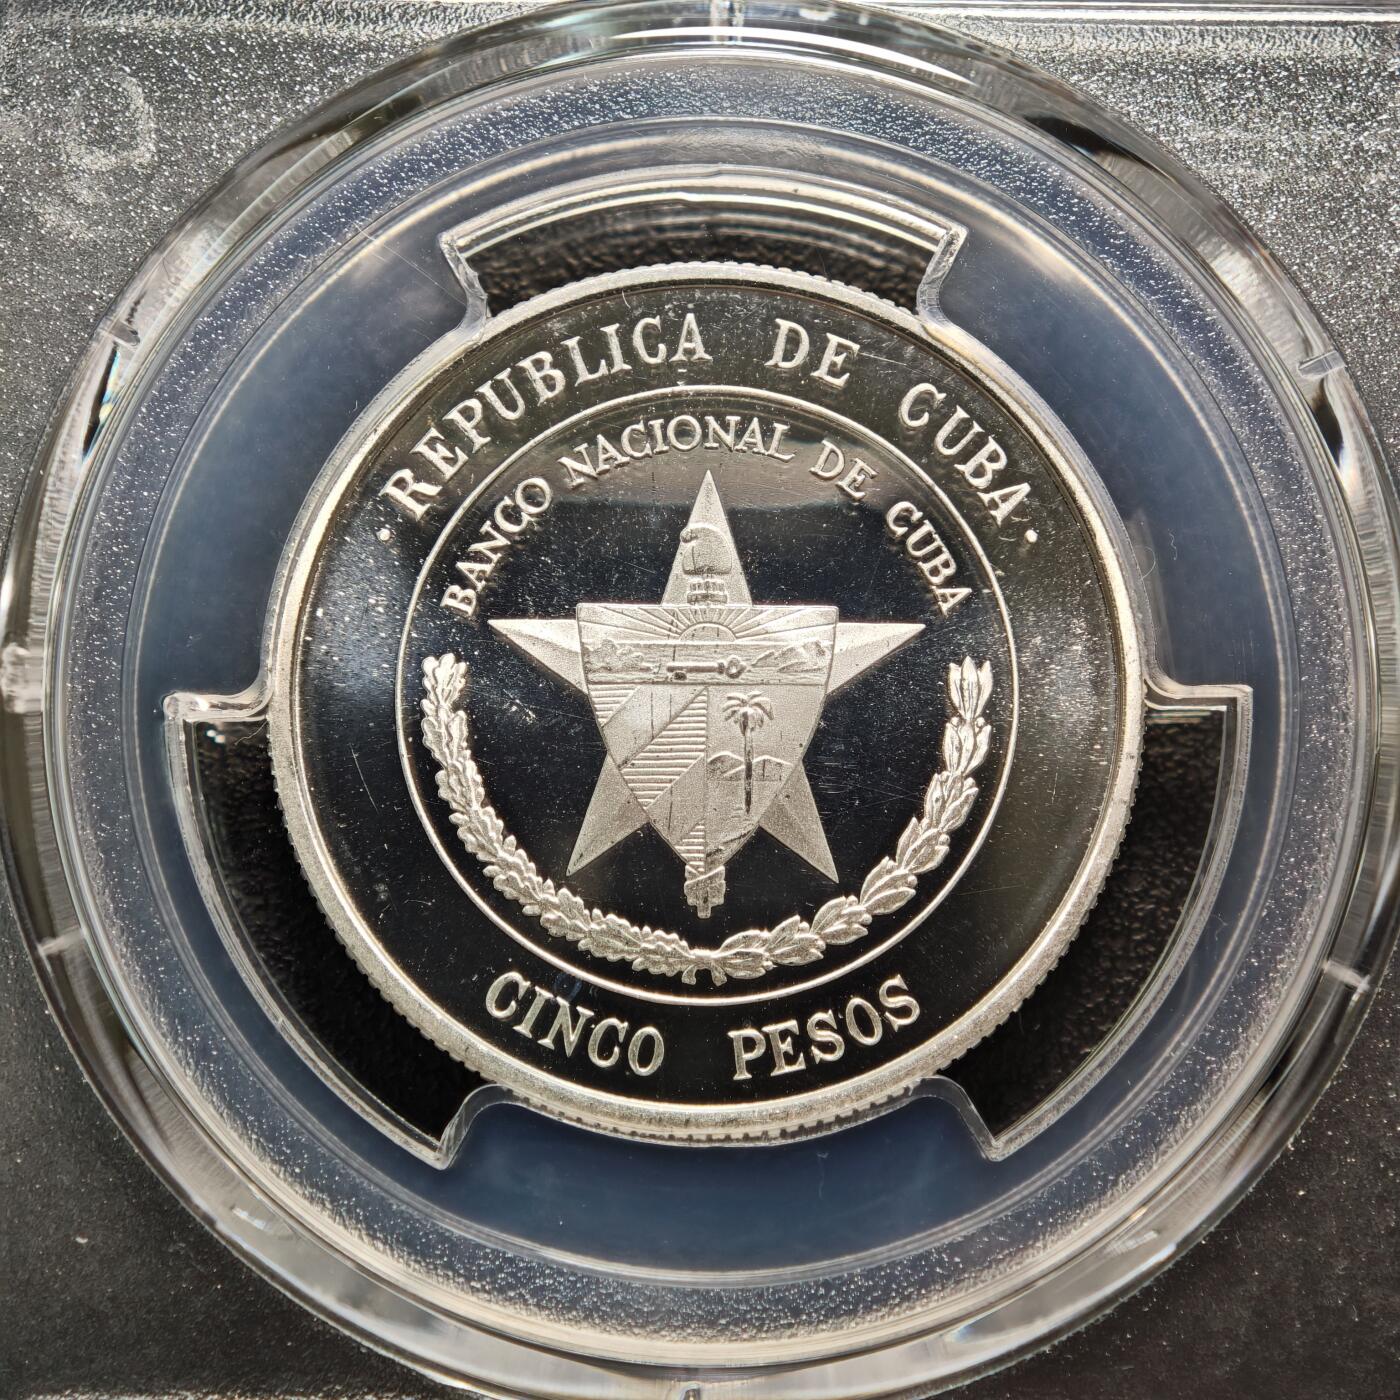 · REPUBLICA DE CUBA ·
BANCO NACIONAL DE CUBA
CINCO PESOS